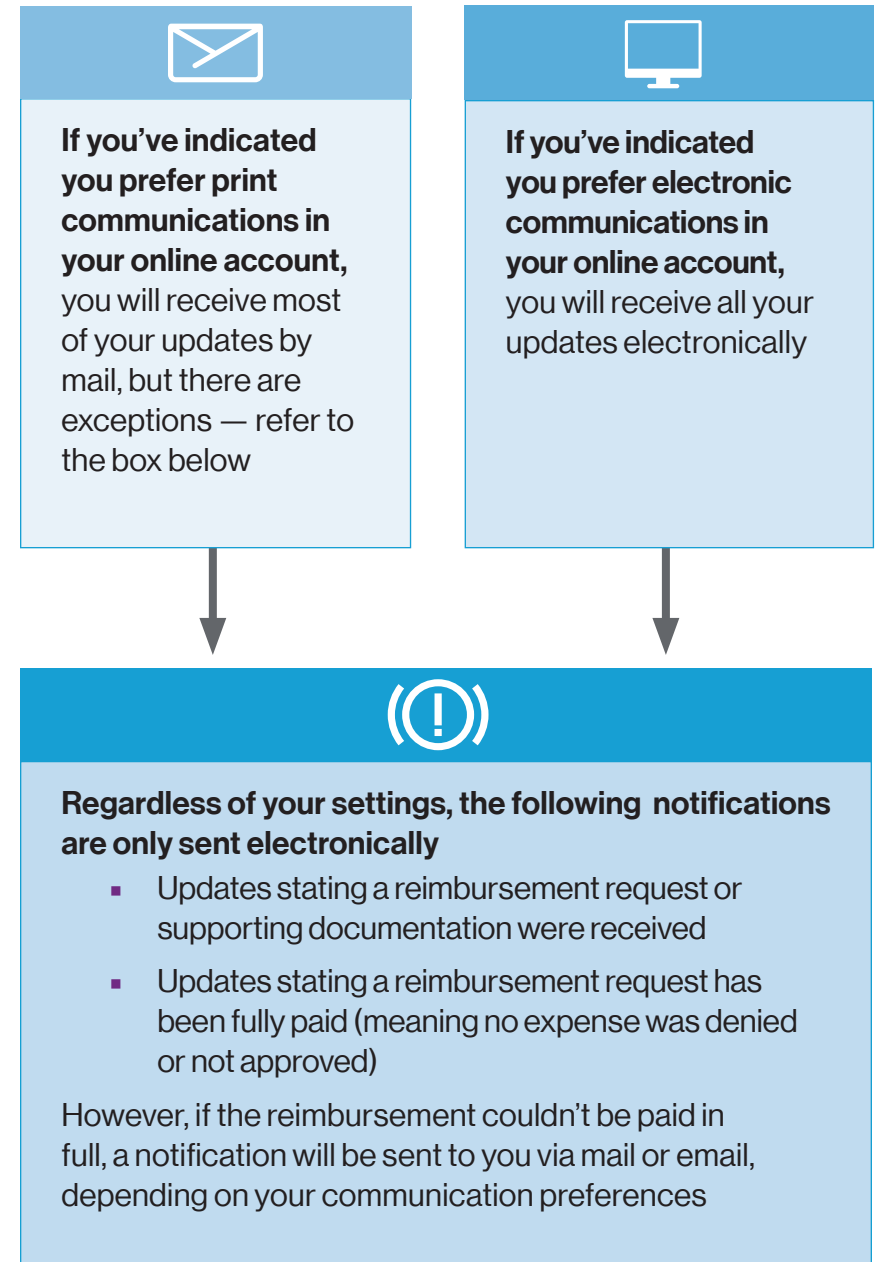 If you’ve indicated
you prefer print
communications in
your online account,
you will receive most
of your updates by
mail, but there are
exceptions — refer to
the box below
If you’ve indicated
you prefer electronic
communications in
your online account,
you will receive all your
updates electronically
Regardless of your settings, the following notifications
are only sent electronically
▪ Updates stating a reimbursement request or
supporting documentation were received
▪ Updates stating a reimbursement request has
been fully paid (meaning no expense was denied
or not approved)
However, if the reimbursement couldn’t be paid in
full, a notification will be sent to you via mail or email,
depending on your communication preferences